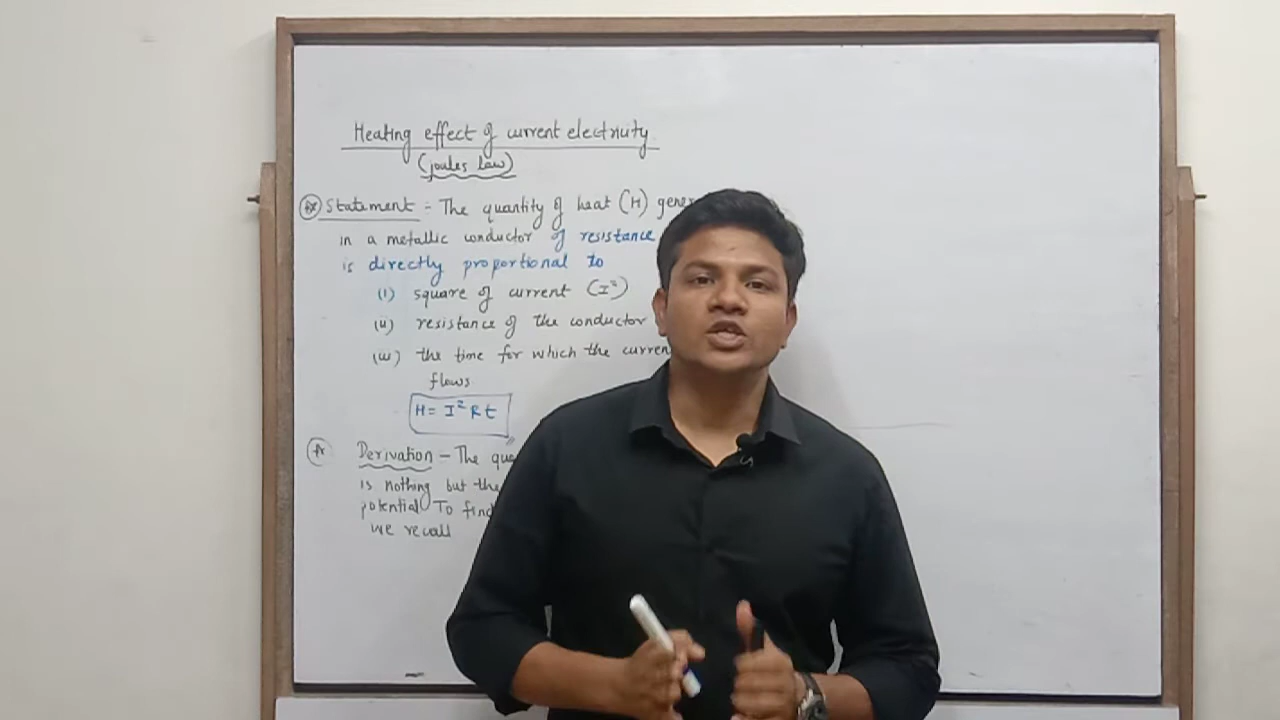 Heating effect of current electricity
(joules law)
Statement :- The quantity of heat (H) gener
in a metallic conductor of resistance
is directly proportional to
(i) square of current (I²)
(ii) resistance of the conductor
(iii) the time for which the curren
flows
H = I² R t
Derivation - The qua
is nothing but the
potential To find
we recall